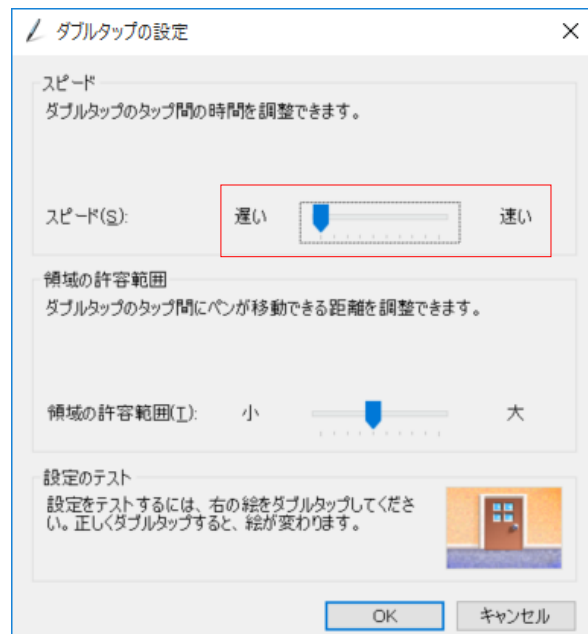 ダブルタップの設定
スピード
ダブルタップのタップ間の時間を調整できます。
スピード(S): 遅い 速い
領域の許容範囲
ダブルタップのタップ間にペンが移動できる距離を調整できます。
領域の許容範囲(T): 小 大
設定のテスト
設定をテストするには、右の絵をダブルタップしてくださ
い。正しくダブルタップすると、絵が変わります。
OK キャンセル